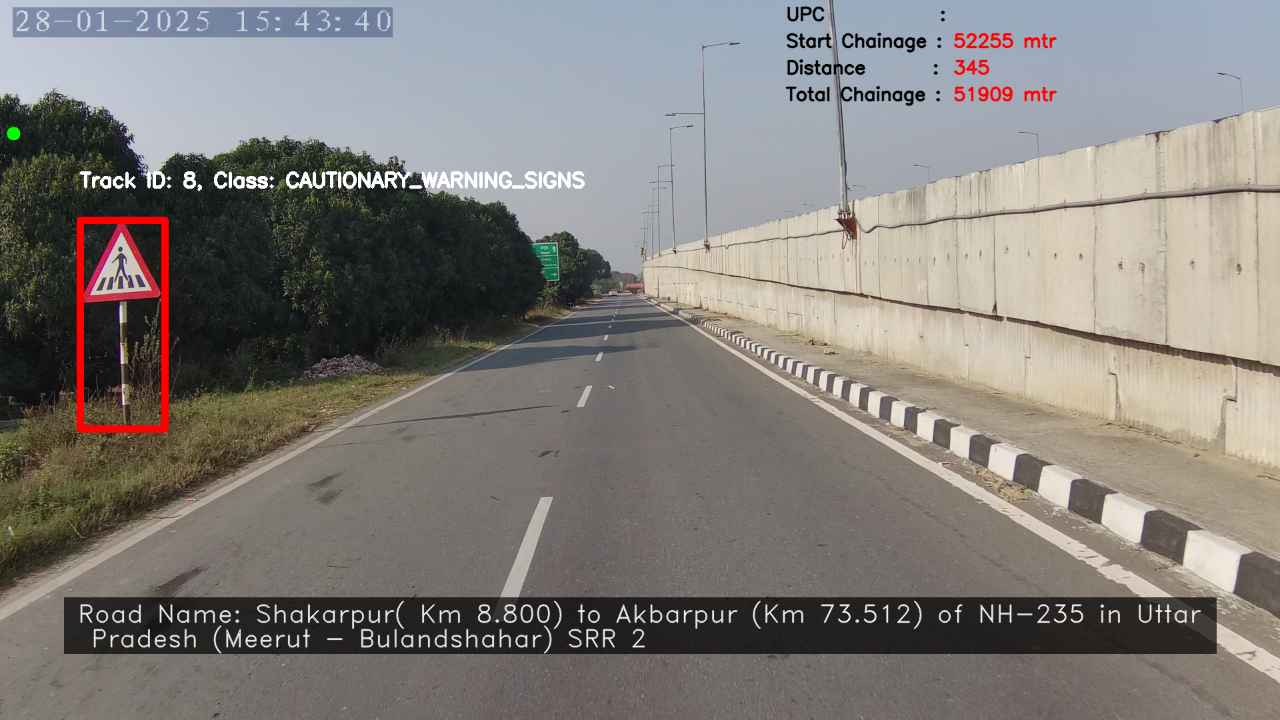 28-01-2025 15:43:40
UPC :
Start Chainage : 52255 mtr
Distance : 345
Total Chainage : 51909 mtr
Track ID: 8, Class: CAUTIONARY_WARNING_SIGNS
Road Name: Shakarpur( Km 8.800) to Akbarpur (Km 73.512) of NH-235 in Uttar
Pradesh (Meerut - Bulandshahar) SRR 2